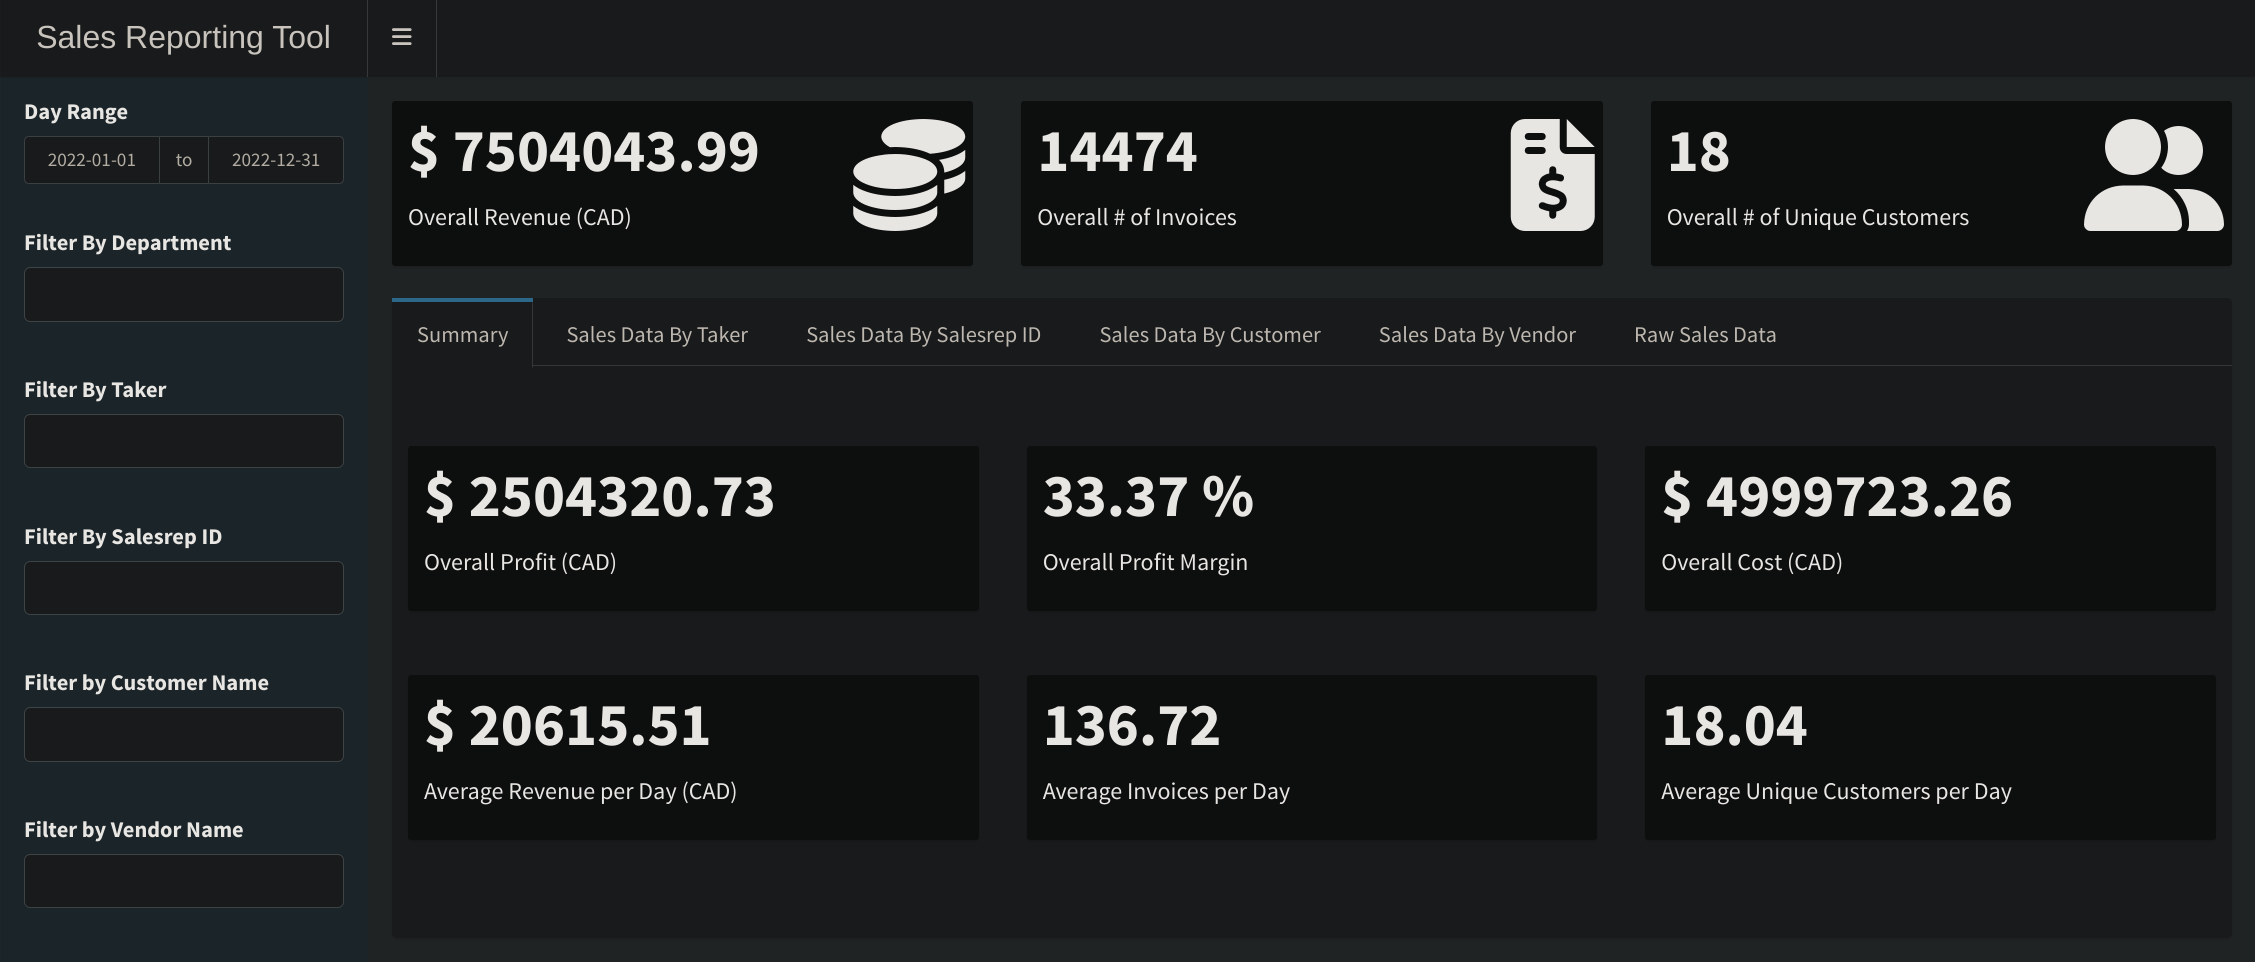 Sales Reporting Tool
Day Range
2022-01-01 to 2022-12-31
Filter By Department
Filter By Taker
Filter By Salesrep ID
Filter by Customer Name
Filter by Vendor Name
$ 7504043.99
Overall Revenue (CAD)
$
14474
Overall # of Invoices
18
Overall # of Unique Customers
Summary Sales Data By Taker Sales Data By Salesrep ID Sales Data By Customer Sales Data By Vendor Raw Sales Data
$ 2504320.73
Overall Profit (CAD)
33.37 %
Overall Profit Margin
$ 4999723.26
Overall Cost (CAD)
$ 20615.51
Average Revenue per Day (CAD)
136.72
Average Invoices per Day
18.04
Average Unique Customers per Day